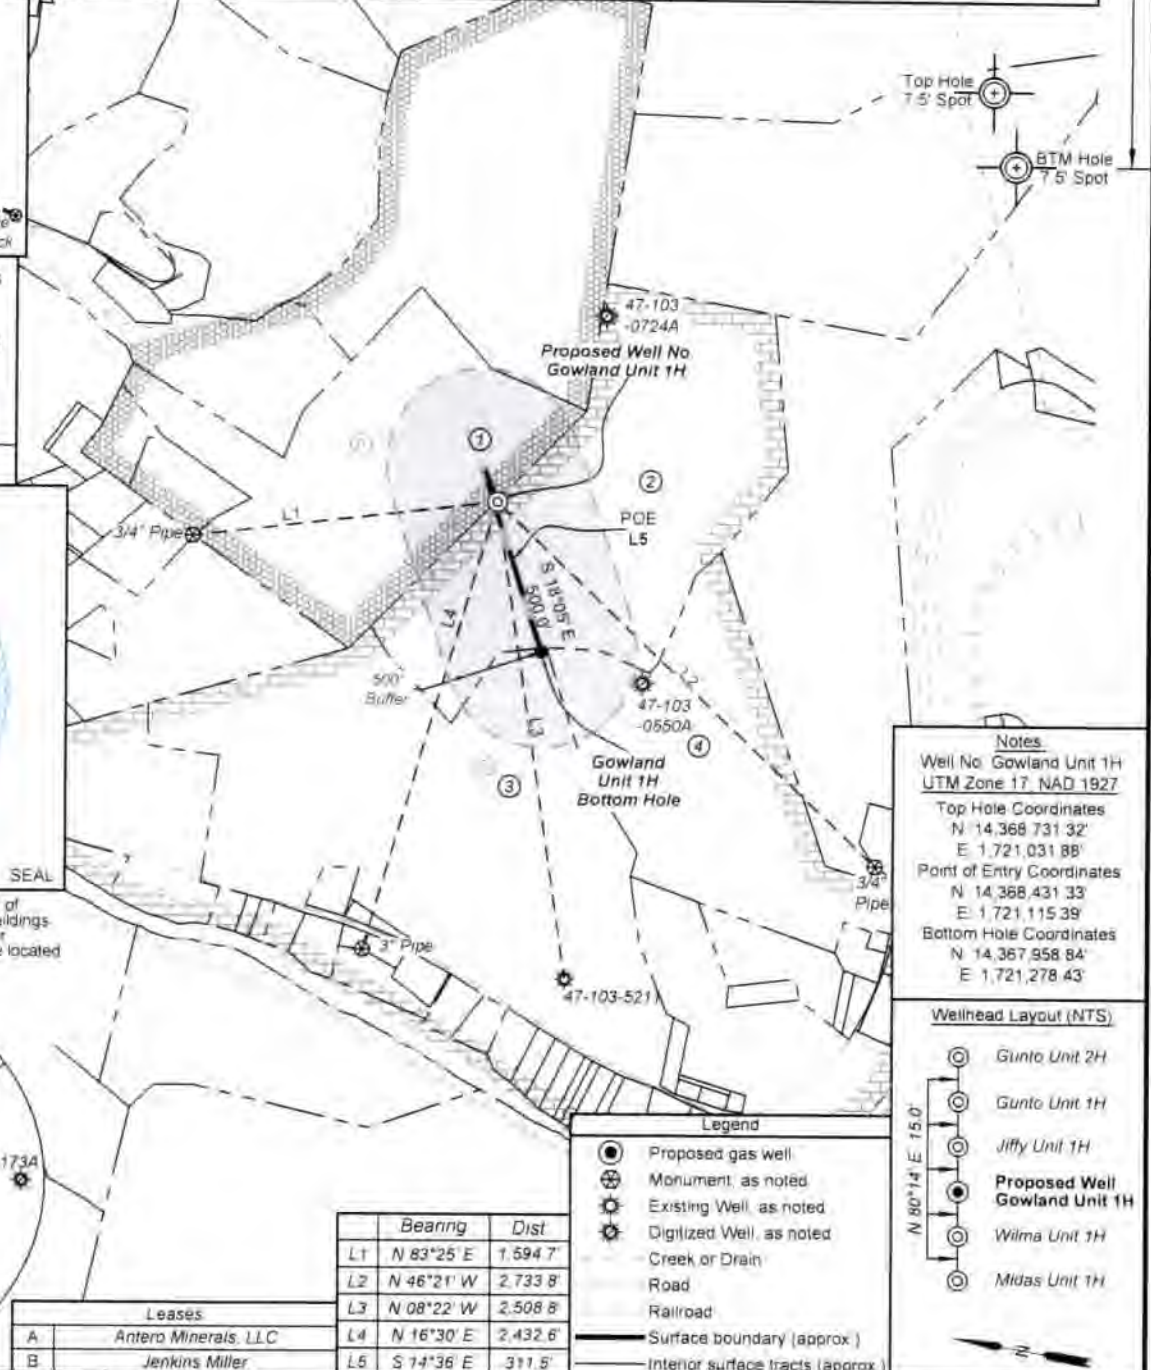 Top Hole
7.5' Spot
BTM Hole
7.5' Spot
47-103
-0724A
Proposed Well No
Gowland Unit 1H
1
2
POE
L5
3/4" Pipe
L1
S 18°05' E
500.0'
L4
L2
L3
500'
Buffer
47-103
-0550A
4
3
Gowland
Unit 1H
Bottom Hole
3/4"
Pipe
3" Pipe
47-103-5211
SEAL
of
located
173A
Notes
Well No. Gowland Unit 1H
UTM Zone 17, NAD 1927
Top Hole Coordinates
N: 14,368,731.32'
E: 1,721,031.88'
Point of Entry Coordinates
N: 14,368,431.33'
E: 1,721,115.39'
Bottom Hole Coordinates
N: 14,367,958.84'
E: 1,721,278.43'
Wellhead Layout (NTS)
Gunto Unit 2H
Gunto Unit 1H
Jiffy Unit 1H
Proposed Well
Gowland Unit 1H
Wilma Unit 1H
Midas Unit 1H
N 80°14' E 15.0'
N
Legend
Proposed gas well
Monument, as noted
Existing Well, as noted
Digitized Well, as noted
Creek or Drain
Road
Railroad
Surface boundary (approx.)
Interior surface tracts (approx.)
Bearing Dist
L1 N 83°25' E 1,594.7'
L2 N 46°21' W 2,733.8'
L3 N 08°22' W 2,508.8'
L4 N 16°30' E 2,432.6'
L5 S 14°36' E 311.5'
Leases
A Antero Minerals, LLC
B Jenkins Miller